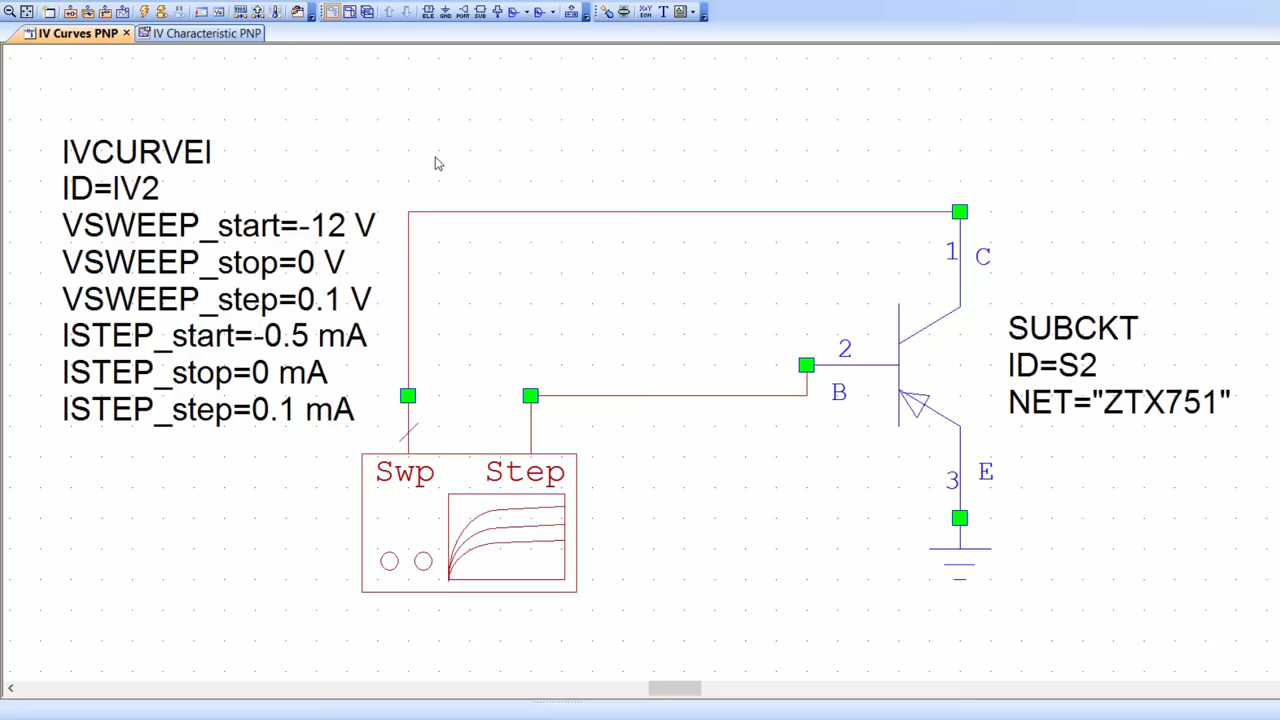 IV Curves PNP
IV Characteristic PNP
IVCURVEI
ID=IV2
VSWEEP_start=-12 V
VSWEEP_stop=0 V
VSWEEP_step=0.1 V
ISTEP_start=-0.5 mA
ISTEP_stop=0 mA
ISTEP_step=0.1 mA
Swp
Step
1
C
2
B
3
E
SUBCKT
ID=S2
NET="ZTX751"